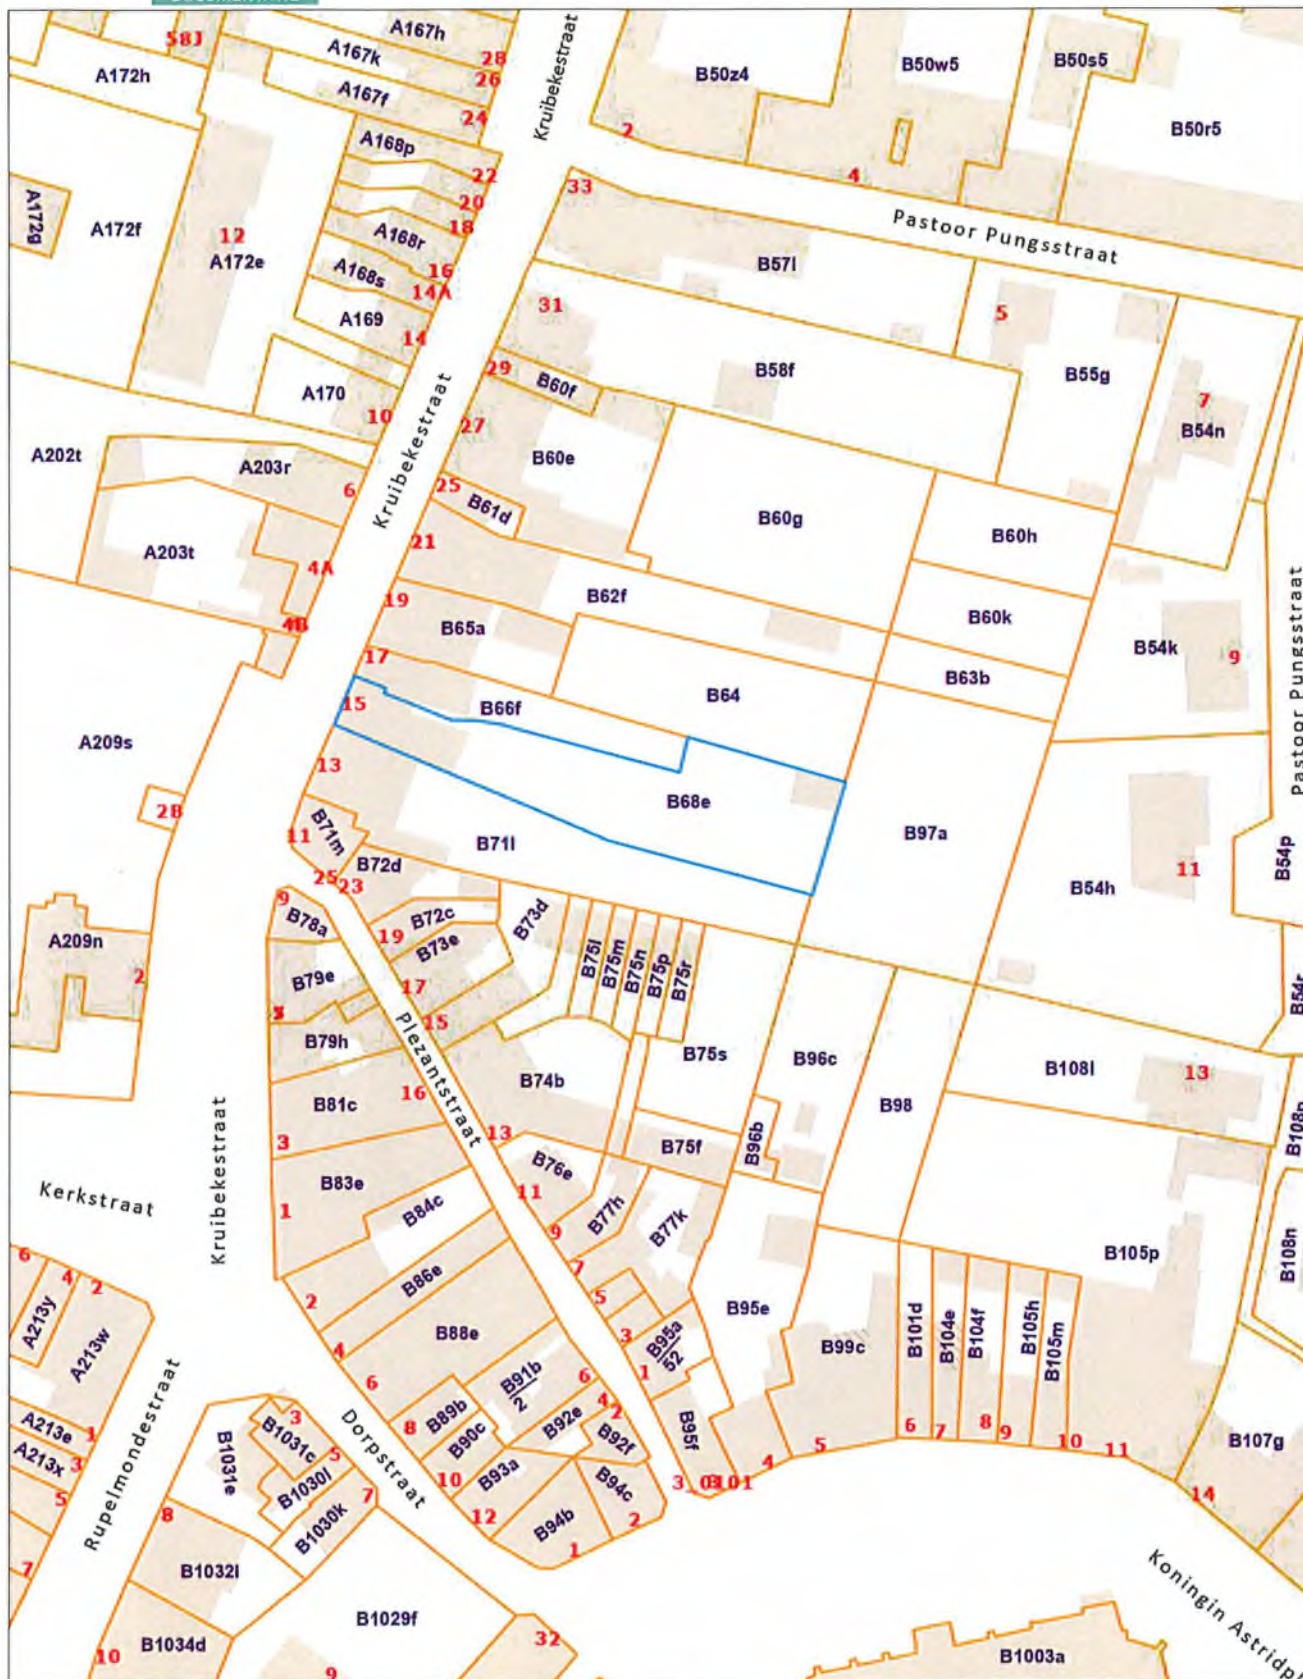 58J
A167h
28
Kruibekestraat
A172h
A167k
26
B50z4
B50w5
B50s5
A167f
24
2
B50r5
A168p
22
33
4
A172g
A172f
12
A172e
20
18
A168r
16
Pastoor Pungsstraat
B57l
A168s
14A
31
5
A169
14
29
B60f
B58f
B55g
A170
10
Kruibekestraat
27
7
B54n
A202t
A203r
6
B60e
25
B61d
B60g
B60h
A203t
4A
21
19
B62f
B60k
Pastoor Pungsstraat
4B
B65a
17
B64
B63b
B54k
9
15
B66f
A209s
13
B68e
2B
11
B71m
B71l
B97a
B54p
25
23
B72d
B54h
11
9
B78a
B72c
B73d
A209n
2
19
B73e
B75l
B75m
B75n
B75p
B75r
B79e
17
B54r
15
B79h
Plezantstraat
B75s
B96c
B74b
B108l
13
16
B98
B81c
3
13
B75f
B96b
B108p
Kerkstraat
Kruibekestraat
B83e
1
B84c
B76e
11
B77h
B77k
9
B105p
B108n
6
4
2
A213y
B86e
7
2
5
B95e
A213w
B88e
4
3
B95a
52
B99c
B101d
B104e
B104f
B105h
B105m
6
B91b
2
6
1
Rupelmondestraat
A213e
1
A213x
3
5
Dorpstraat
8
B89b
B92e
4
2
B90c
B92f
B95f
6
7
8
9
10
11
B107g
3
B1031c
B1031e
5
4
5
B1030l
10
B93a
B94c
14
B1030k
7
8
12
B94b
2
1
7
B1032l
Koningin Astridp
B1029f
32
10
B1034d
9
B1003a